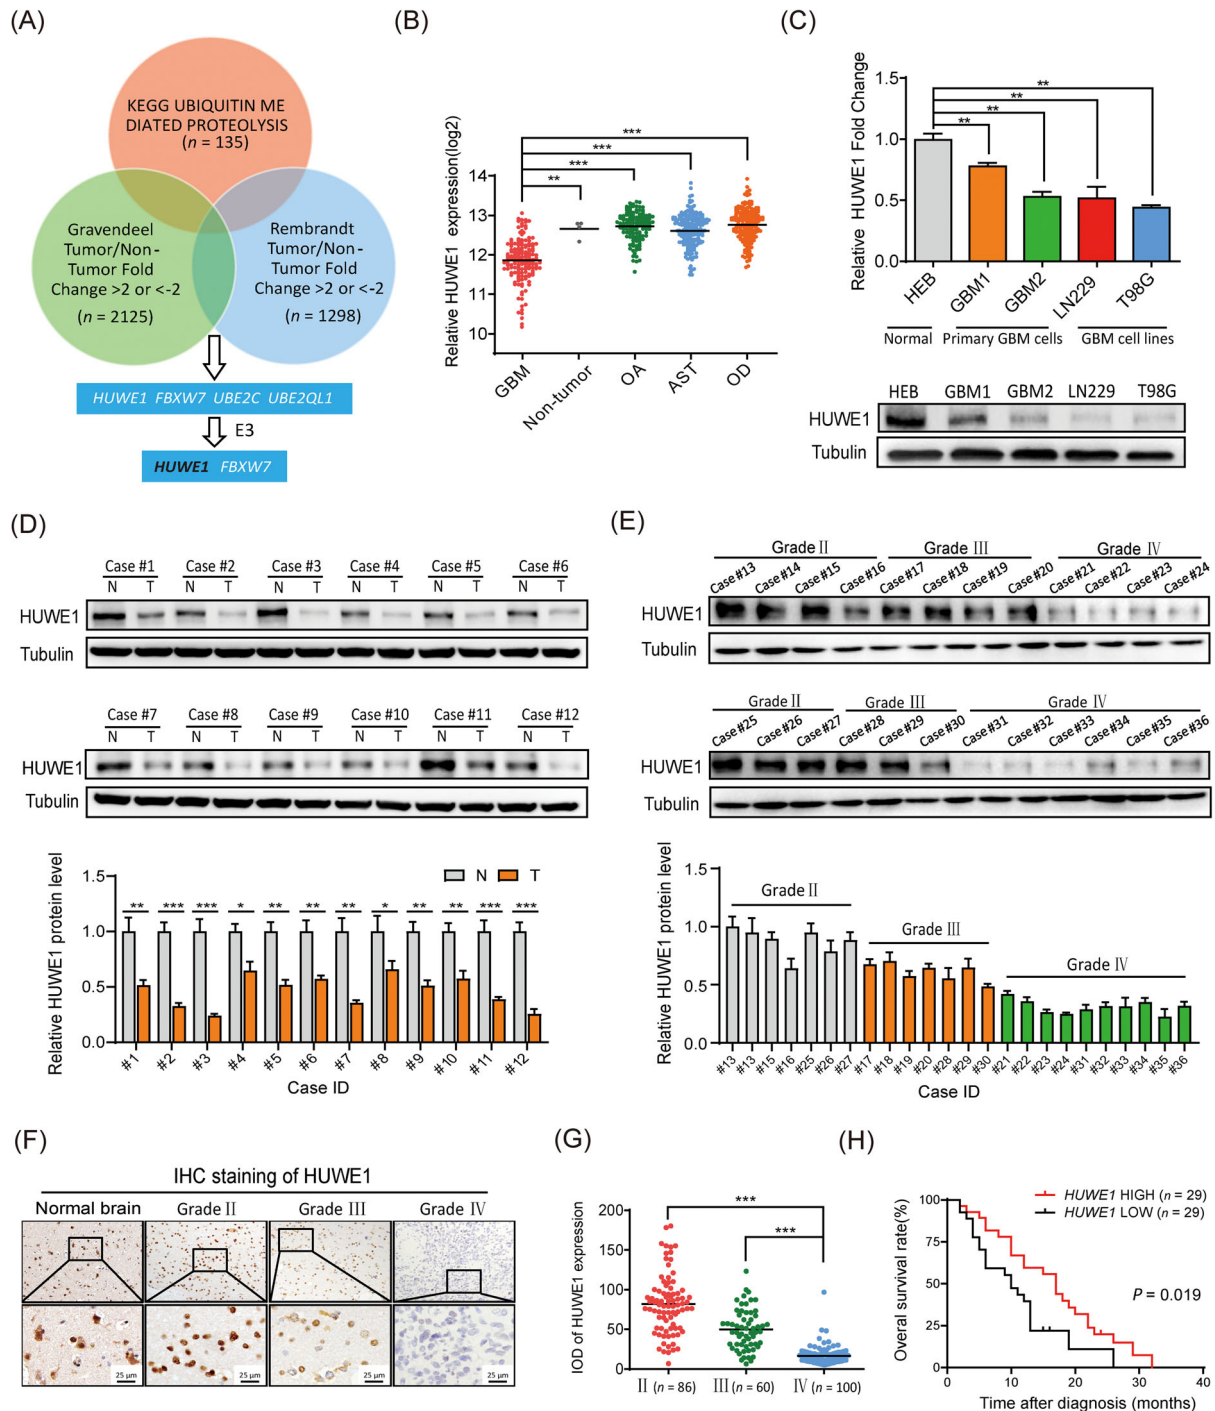 (A)
KEGG UBIQUITIN ME
DIATED PROTEOLYSIS
(n = 135)
Gravendeel
Tumor/Non-
Tumor Fold
Change >2 or <-2
(n = 2125)
Rembrandt
Tumor/Non-
Tumor Fold
Change >2 or <-2
(n = 1298)
HUWE1 FBXW7 UBE2C UBE2QL1
E3
HUWE1 FBXW7
(B)
Relative HUWE1 expression(log2)
14
13
12
11
10
***
***
***
**
GBM
Non-tumor
OA
AST
OD
(C)
Relative HUWE1 Fold Change
1.5
1.0
0.5
0.0
**
**
**
**
HEB
GBM1
GBM2
LN229
T98G
Normal Primary GBM cells GBM cell lines
HEB GBM1 GBM2 LN229 T98G
HUWE1
Tubulin
(D)
Case #1 Case #2 Case #3 Case #4 Case #5 Case #6
N T N T N T N T N T N T
HUWE1
Tubulin
Case #7 Case #8 Case #9 Case #10 Case #11 Case #12
N T N T N T N T N T N T
HUWE1
Tubulin
Relative HUWE1 protein level
1.5
1.0
0.5
0.0
N T
** *** *** * ** ** ** * ** ** *** ***
#1 #2 #3 #4 #5 #6 #7 #8 #9 #10 #11 #12
Case ID
(E)
Grade II Grade III Grade IV
Case #13 Case #14 Case #15 Case #16 Case #17 Case #18 Case #19 Case #20 Case #21 Case #22 Case #23 Case #24
HUWE1
Tubulin
Grade II Grade III Grade IV
Case #25 Case #26 Case #27 Case #28 Case #29 Case #30 Case #31 Case #32 Case #33 Case #34 Case #35 Case #36
HUWE1
Tubulin
Relative HUWE1 protein level
1.5
1.0
0.5
0.0
Grade II
Grade III
Grade IV
#13 #13 #15 #16 #25 #26 #27 #17 #18 #19 #20 #28 #29 #30 #21 #22 #23 #24 #31 #32 #33 #34 #35 #36
Case ID
(F)
IHC staining of HUWE1
Normal brain Grade II Grade III Grade IV
25 μm 25 μm 25 μm 25 μm
(G)
IOD of HUWE1 expression
200
150
100
50
0
***
***
II (n = 86) III (n = 60) IV (n = 100)
(H)
Overal survival rate(%)
100
75
50
25
0
HUWE1 HIGH (n = 29)
HUWE1 LOW (n = 29)
P = 0.019
0 10 20 30 40
Time after diagnosis (months)